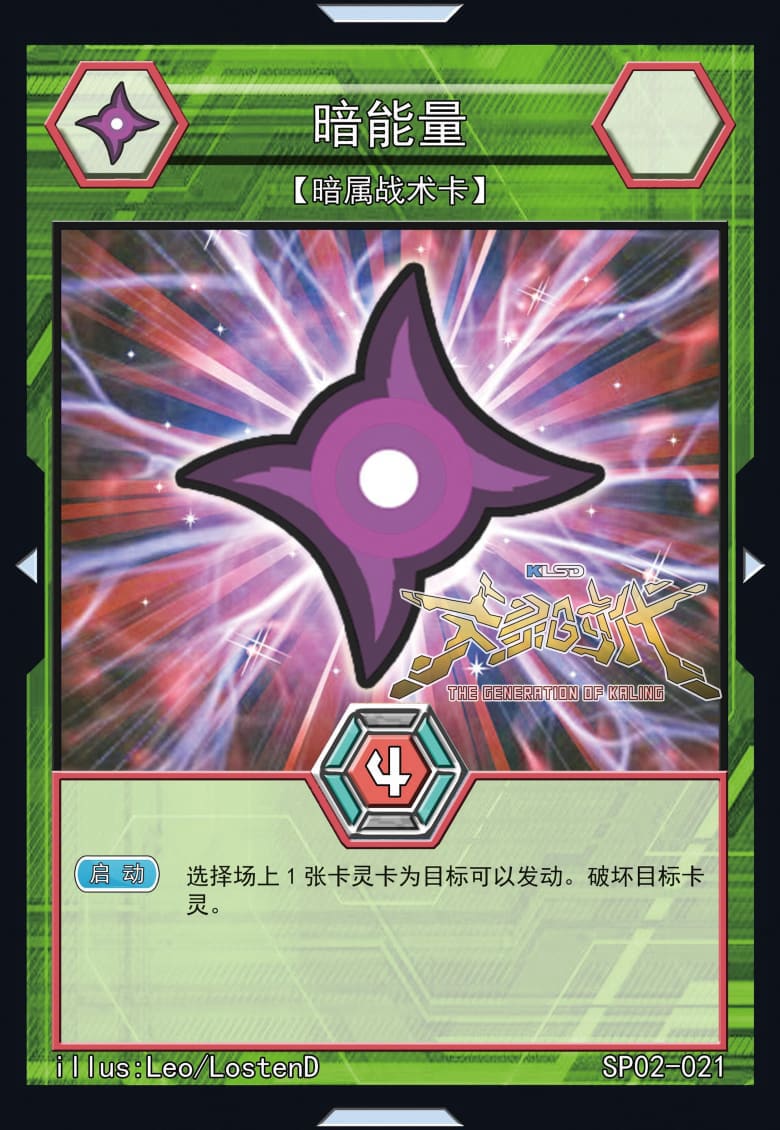 暗能量
【暗属战术卡】
KLSD
THE GENERATION OF KALING
4
启动 选择场上1张卡灵卡为目标可以发动。破坏目标卡
灵。
illus:Leo/LostenD
SP02-021